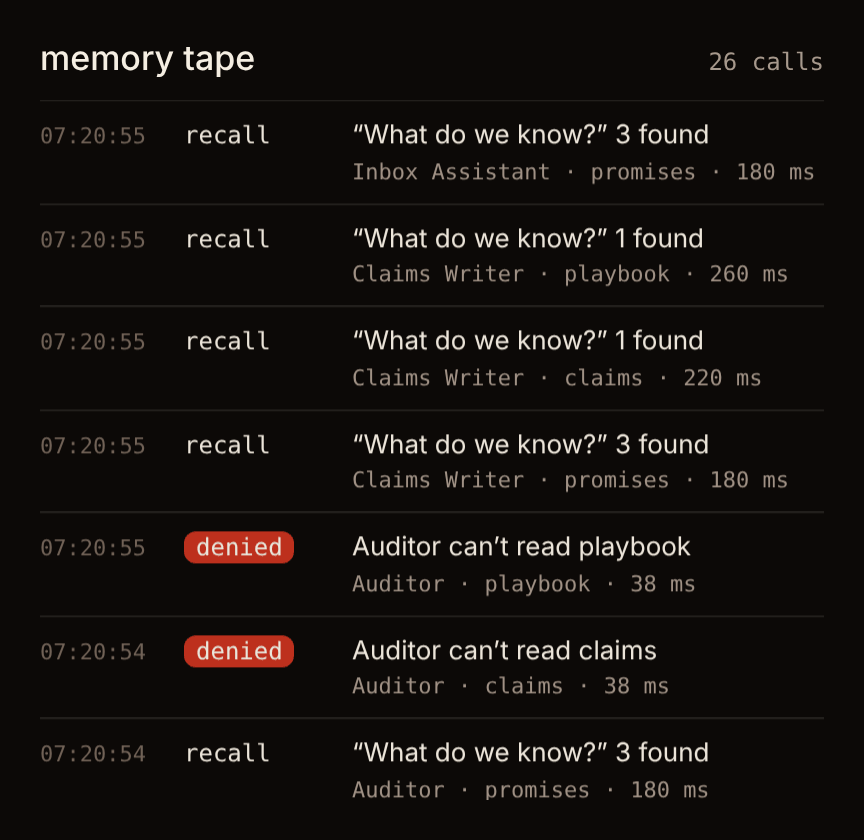 memory tape
26 calls
07:20:55 recall “What do we know?” 3 found
Inbox Assistant · promises · 180 ms
07:20:55 recall “What do we know?” 1 found
Claims Writer · playbook · 260 ms
07:20:55 recall “What do we know?” 1 found
Claims Writer · claims · 220 ms
07:20:55 recall “What do we know?” 3 found
Claims Writer · promises · 180 ms
07:20:55 denied Auditor can’t read playbook
Auditor · playbook · 38 ms
07:20:54 denied Auditor can’t read claims
Auditor · claims · 38 ms
07:20:54 recall “What do we know?” 3 found
Auditor · promises · 180 ms